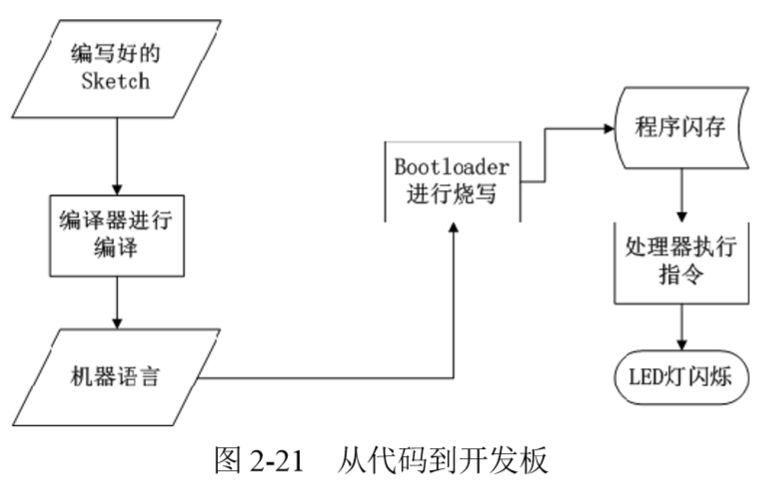 编写好的
Sketch
编译器进行
编译
机器语言
Bootloader
进行烧写
程序闪存
处理器执行
指令
LED灯闪烁
图 2-21 从代码到开发板